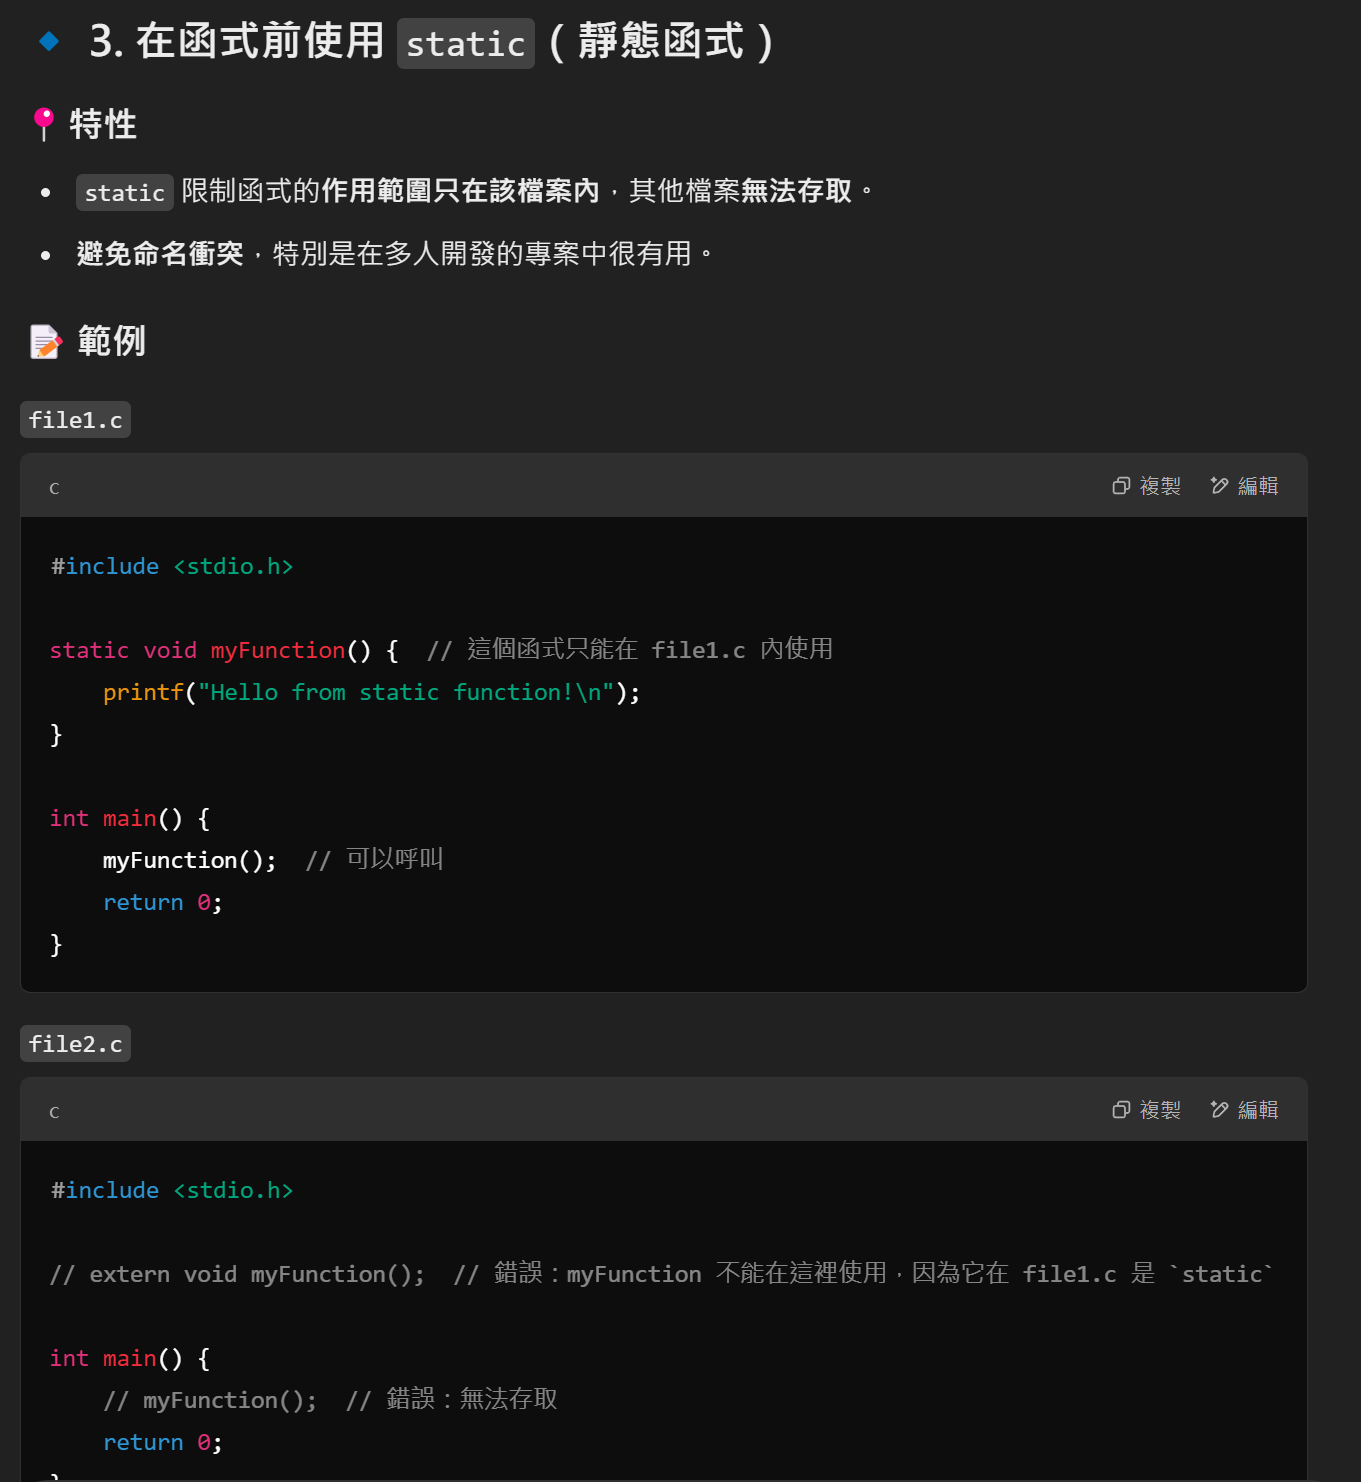 3. 在函式前使用 static（靜態函式）
特性
static 限制函式的作用範圍只在該檔案內，其他檔案無法存取。
避免命名衝突，特別是在多人開發的專案中很有用。
範例
file1.c
c 複製 編輯
#include <stdio.h>
static void myFunction() {  // 這個函式只能在 file1.c 內使用
    printf("Hello from static function!\n");
}
int main() {
    myFunction();  // 可以呼叫
    return 0;
}
file2.c
c 複製 編輯
#include <stdio.h>
// extern void myFunction();  // 錯誤：myFunction 不能在這裡使用，因為它在 file1.c 是 `static`
int main() {
    // myFunction();  // 錯誤：無法存取
    return 0;
}